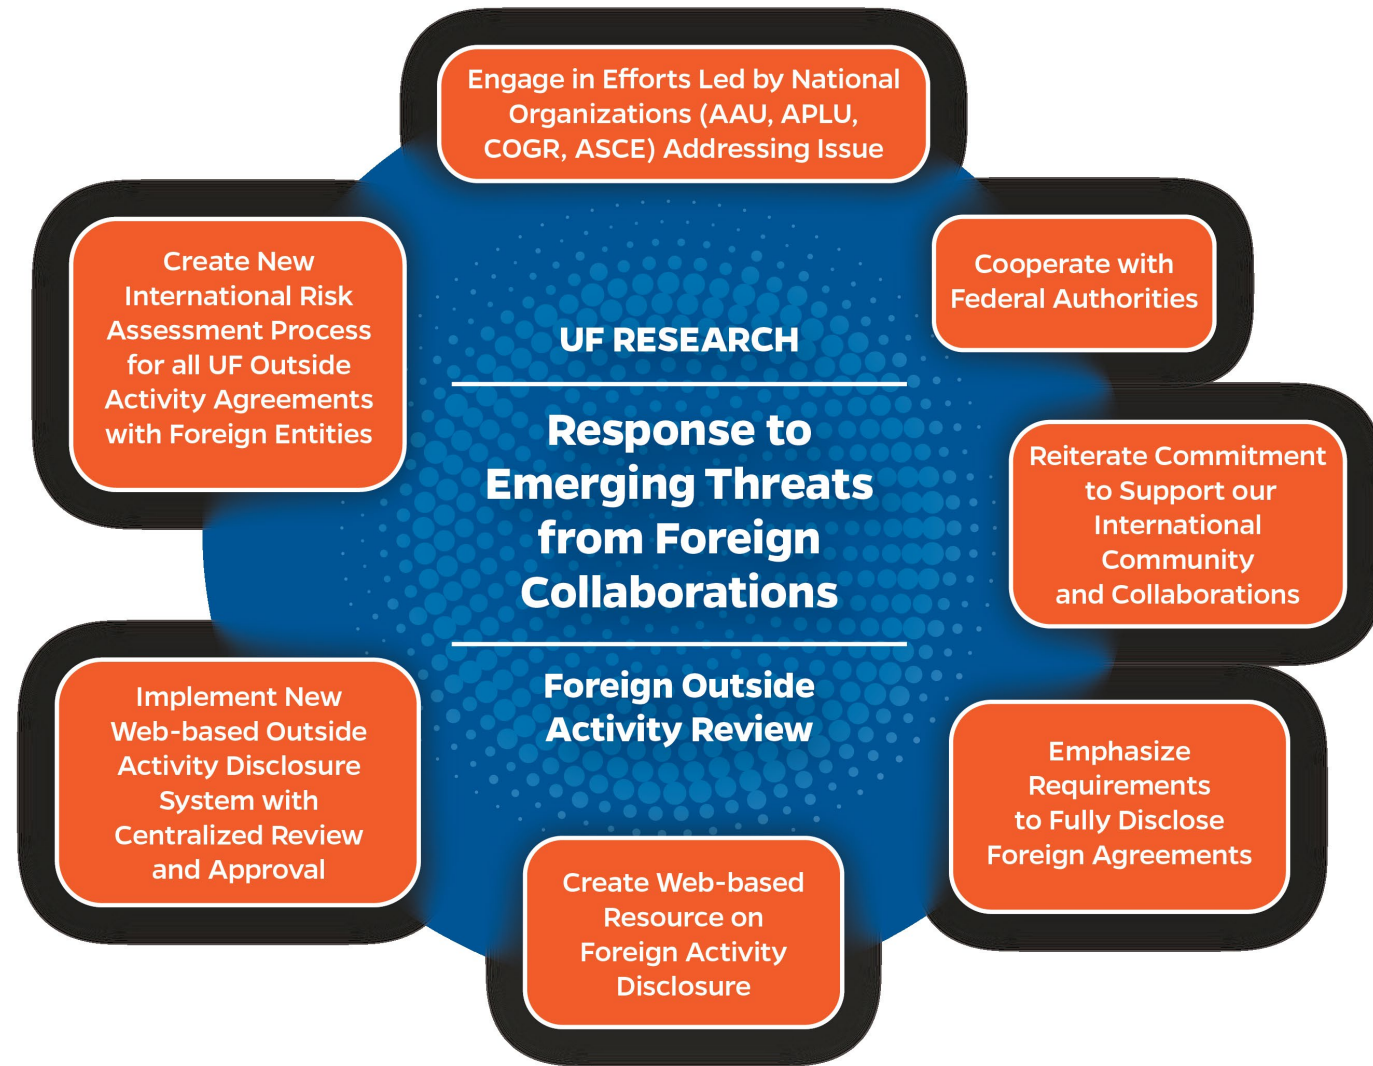 Engage in Efforts Led by National
Organizations (AAU, APLU,
COGR, ASCE) Addressing Issue
Cooperate with
Federal Authorities
Reiterate Commitment
to Support our
International
Community
and Collaborations
Emphasize
Requirements
to Fully Disclose
Foreign Agreements
Create Web-based
Resource on
Foreign Activity
Disclosure
Implement New
Web-based Outside
Activity Disclosure
System with
Centralized Review
and Approval
Create New
International Risk
Assessment Process
for all UF Outside
Activity Agreements
with Foreign Entities
UF RESEARCH
Response to
Emerging Threats
from Foreign
Collaborations
Foreign Outside
Activity Review